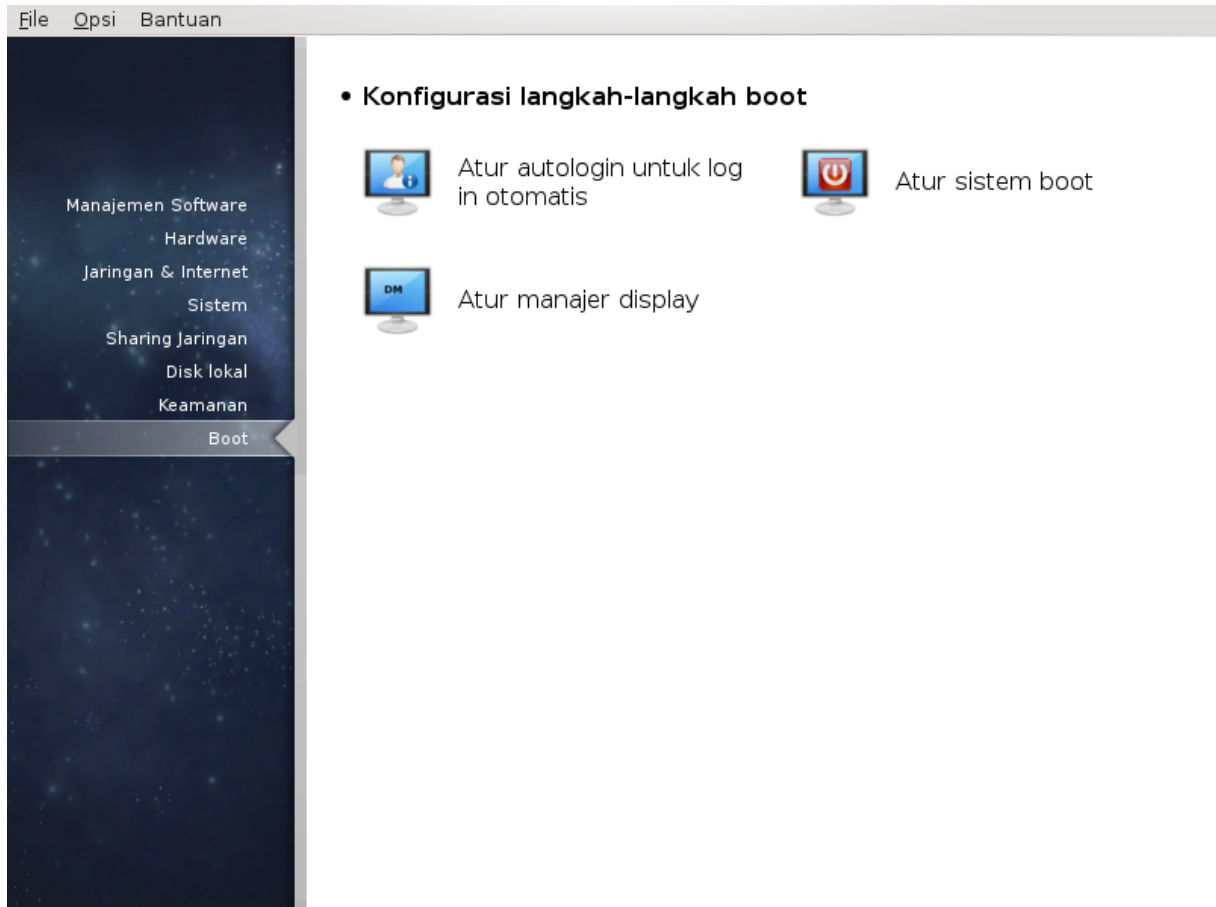 File Opsi Bantuan
Manajemen Software
Hardware
Jaringan & Internet
Sistem
Sharing Jaringan
Disk lokal
Keamanan
Boot
• Konfigurasi langkah-langkah boot
Atur autologin untuk log
in otomatis
Atur sistem boot
DM
Atur manajer display